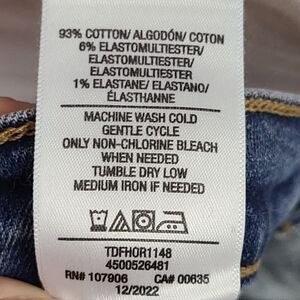 93% COTTON/ ALGODÓN/ COTON
6% ELASTOMULTIESTER/
ELASTOMULTIESTER/
ELASTOMULTIESTER
1% ELASTANE/ ELASTANO/
ÉLASTHANNE
MACHINE WASH COLD
GENTLE CYCLE
ONLY NON-CHLORINE BLEACH
WHEN NEEDED
TUMBLE DRY LOW
MEDIUM IRON IF NEEDED
TDFHOR1148
4500526481
RN# 107906 CA# 00635
12/2022